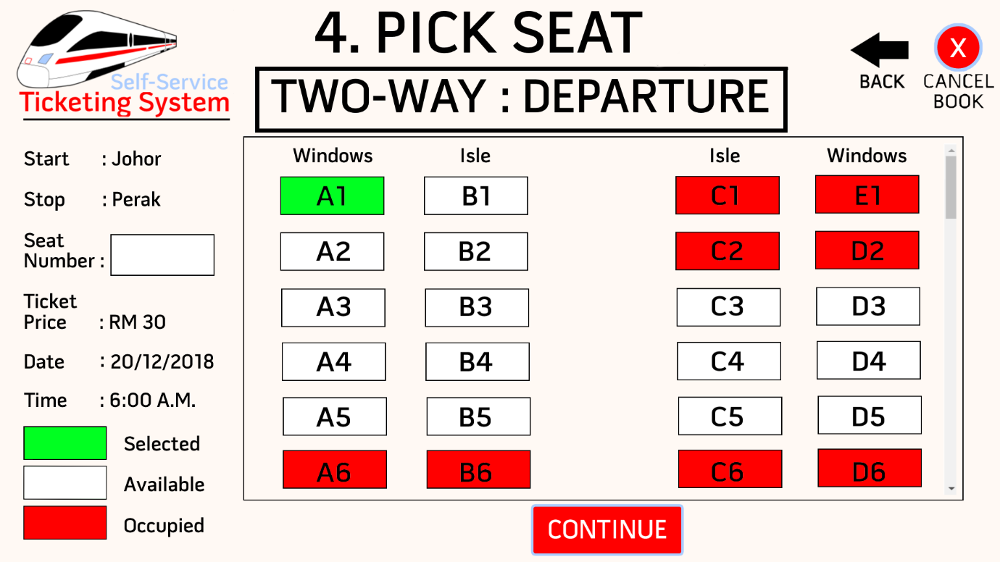 4. PICK SEAT
TWO-WAY : DEPARTURE
Self-Service
Ticketing System
BACK
X
CANCEL
BOOK
Start : Johor
Stop : Perak
Seat
Number :
Ticket
Price : RM 30
Date : 20/12/2018
Time : 6:00 A.M.
Selected
Available
Occupied
Windows Isle Isle Windows
A1 B1 C1 E1
A2 B2 C2 D2
A3 B3 C3 D3
A4 B4 C4 D4
A5 B5 C5 D5
A6 B6 C6 D6
CONTINUE